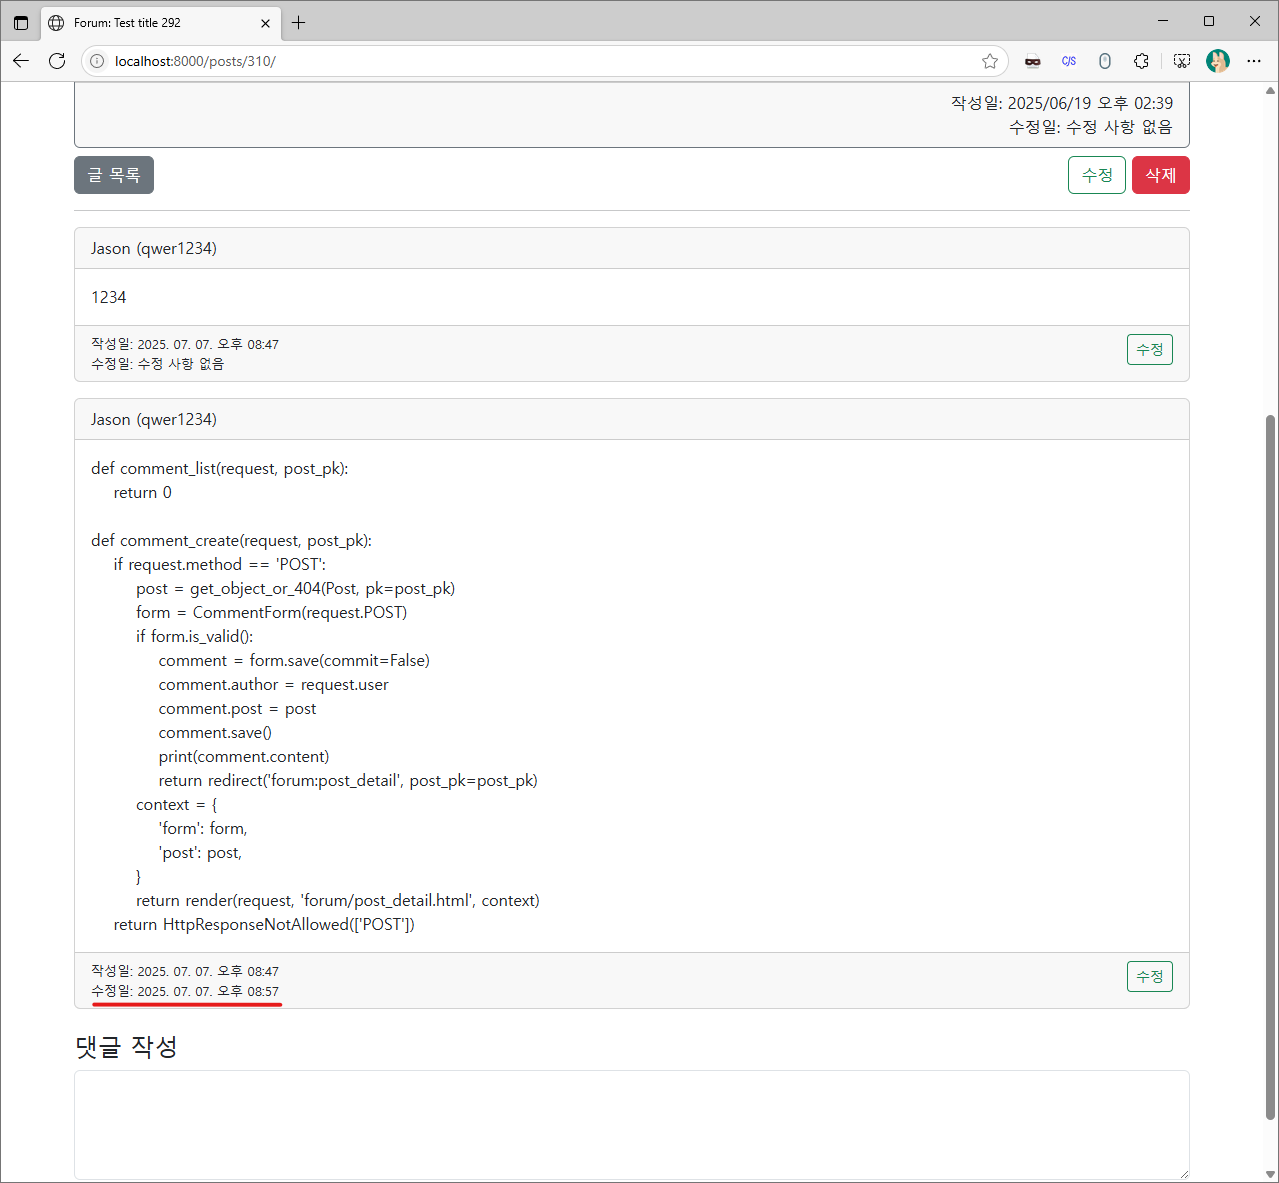 Forum: Test title 292
localhost:8000/posts/310/
C/S
작성일: 2025/06/19 오후 02:39
수정일: 수정 사항 없음
글 목록
수정
삭제
Jason (qwer1234)
1234
작성일: 2025. 07. 07. 오후 08:47
수정일: 수정 사항 없음
수정
Jason (qwer1234)
def comment_list(request, post_pk):
    return 0
def comment_create(request, post_pk):
    if request.method == 'POST':
        post = get_object_or_404(Post, pk=post_pk)
        form = CommentForm(request.POST)
        if form.is_valid():
            comment = form.save(commit=False)
            comment.author = request.user
            comment.post = post
            comment.save()
            print(comment.content)
            return redirect('forum:post_detail', post_pk=post_pk)
        context = {
            'form': form,
            'post': post,
        }
        return render(request, 'forum/post_detail.html', context)
    return HttpResponseNotAllowed(['POST'])
작성일: 2025. 07. 07. 오후 08:47
수정일: 2025. 07. 07. 오후 08:57
수정
댓글 작성